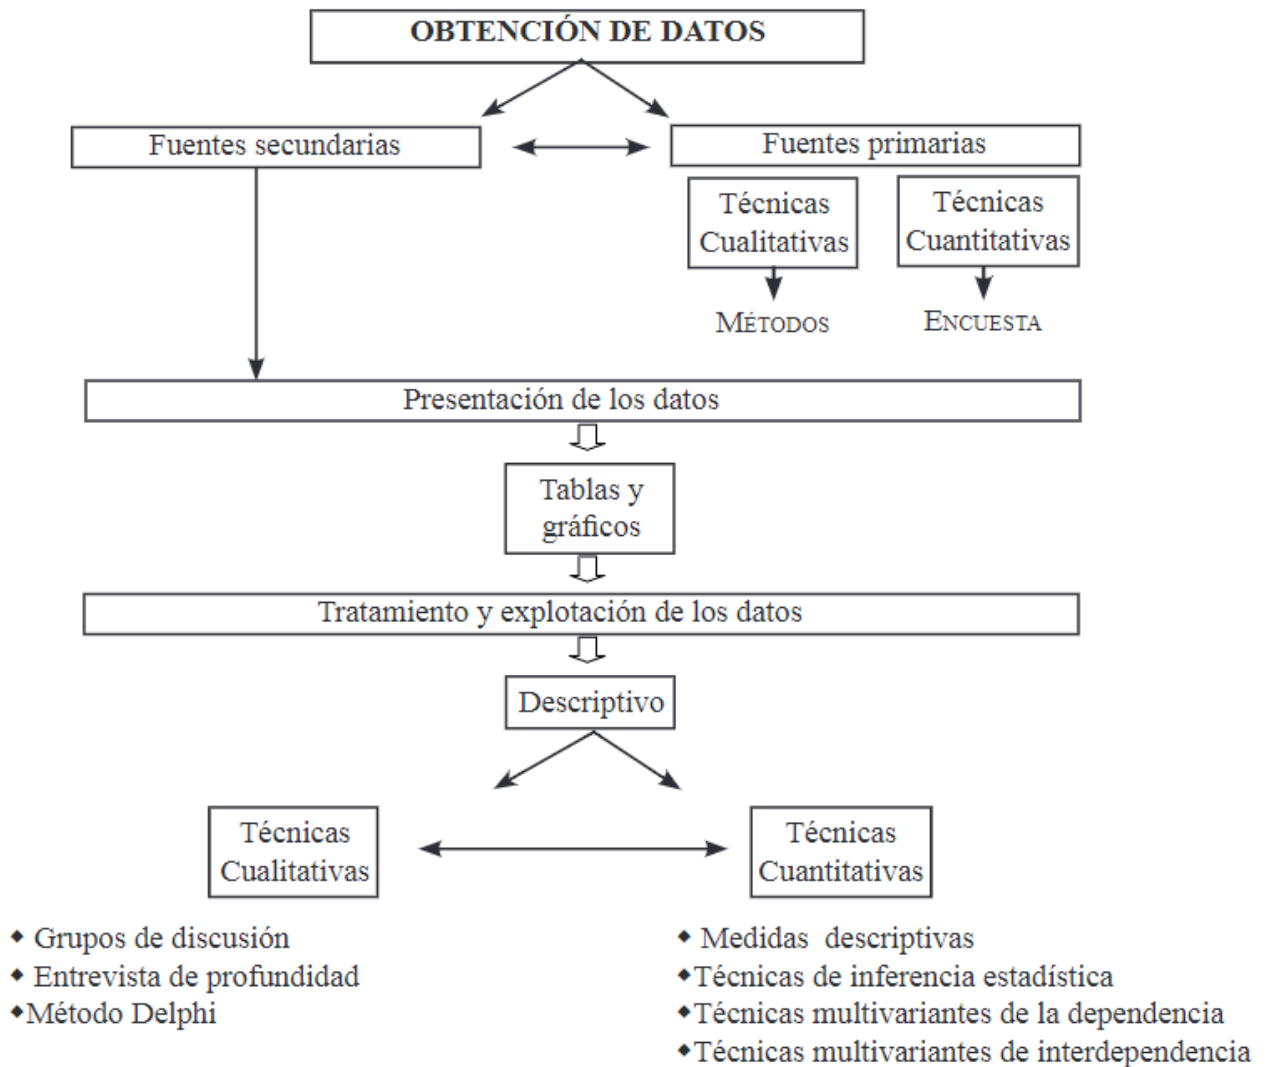 OBTENCIÓN DE DATOS
Fuentes secundarias
Fuentes primarias
Técnicas
Cualitativas
Técnicas
Cuantitativas
MÉTODOS
ENCUESTA
Presentación de los datos
Tablas y
gráficos
Tratamiento y explotación de los datos
Descriptivo
Técnicas
Cualitativas
Técnicas
Cuantitativas
◆ Grupos de discusión
◆ Entrevista de profundidad
◆Método Delphi
◆ Medidas descriptivas
◆Técnicas de inferencia estadística
◆Técnicas multivariantes de la dependencia
◆Técnicas multivariantes de interdependencia